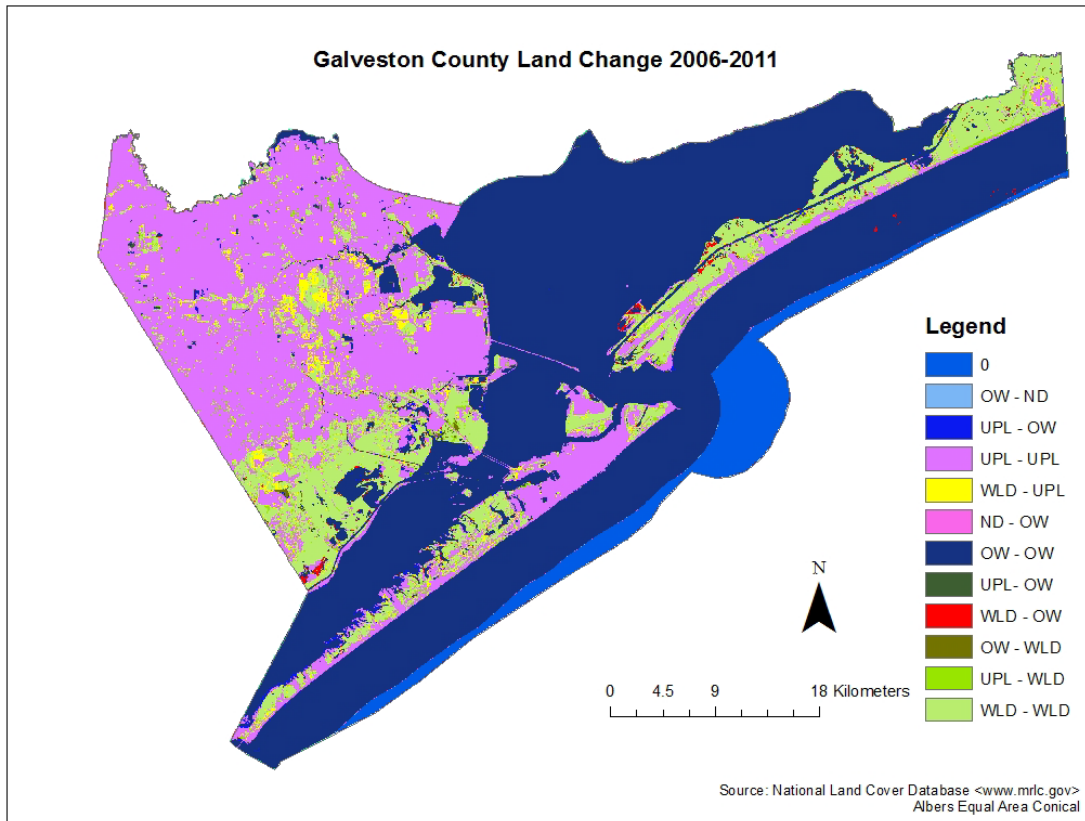 Galveston County Land Change 2006-2011
Legend
0
OW - ND
UPL - OW
UPL - UPL
WLD - UPL
ND - OW
OW - OW
UPL - OW
WLD - OW
OW - WLD
UPL - WLD
WLD - WLD
N
0 4.5 9 18 Kilometers
Source: National Land Cover Database <www.mrlc.gov>
Albers Equal Area Conical